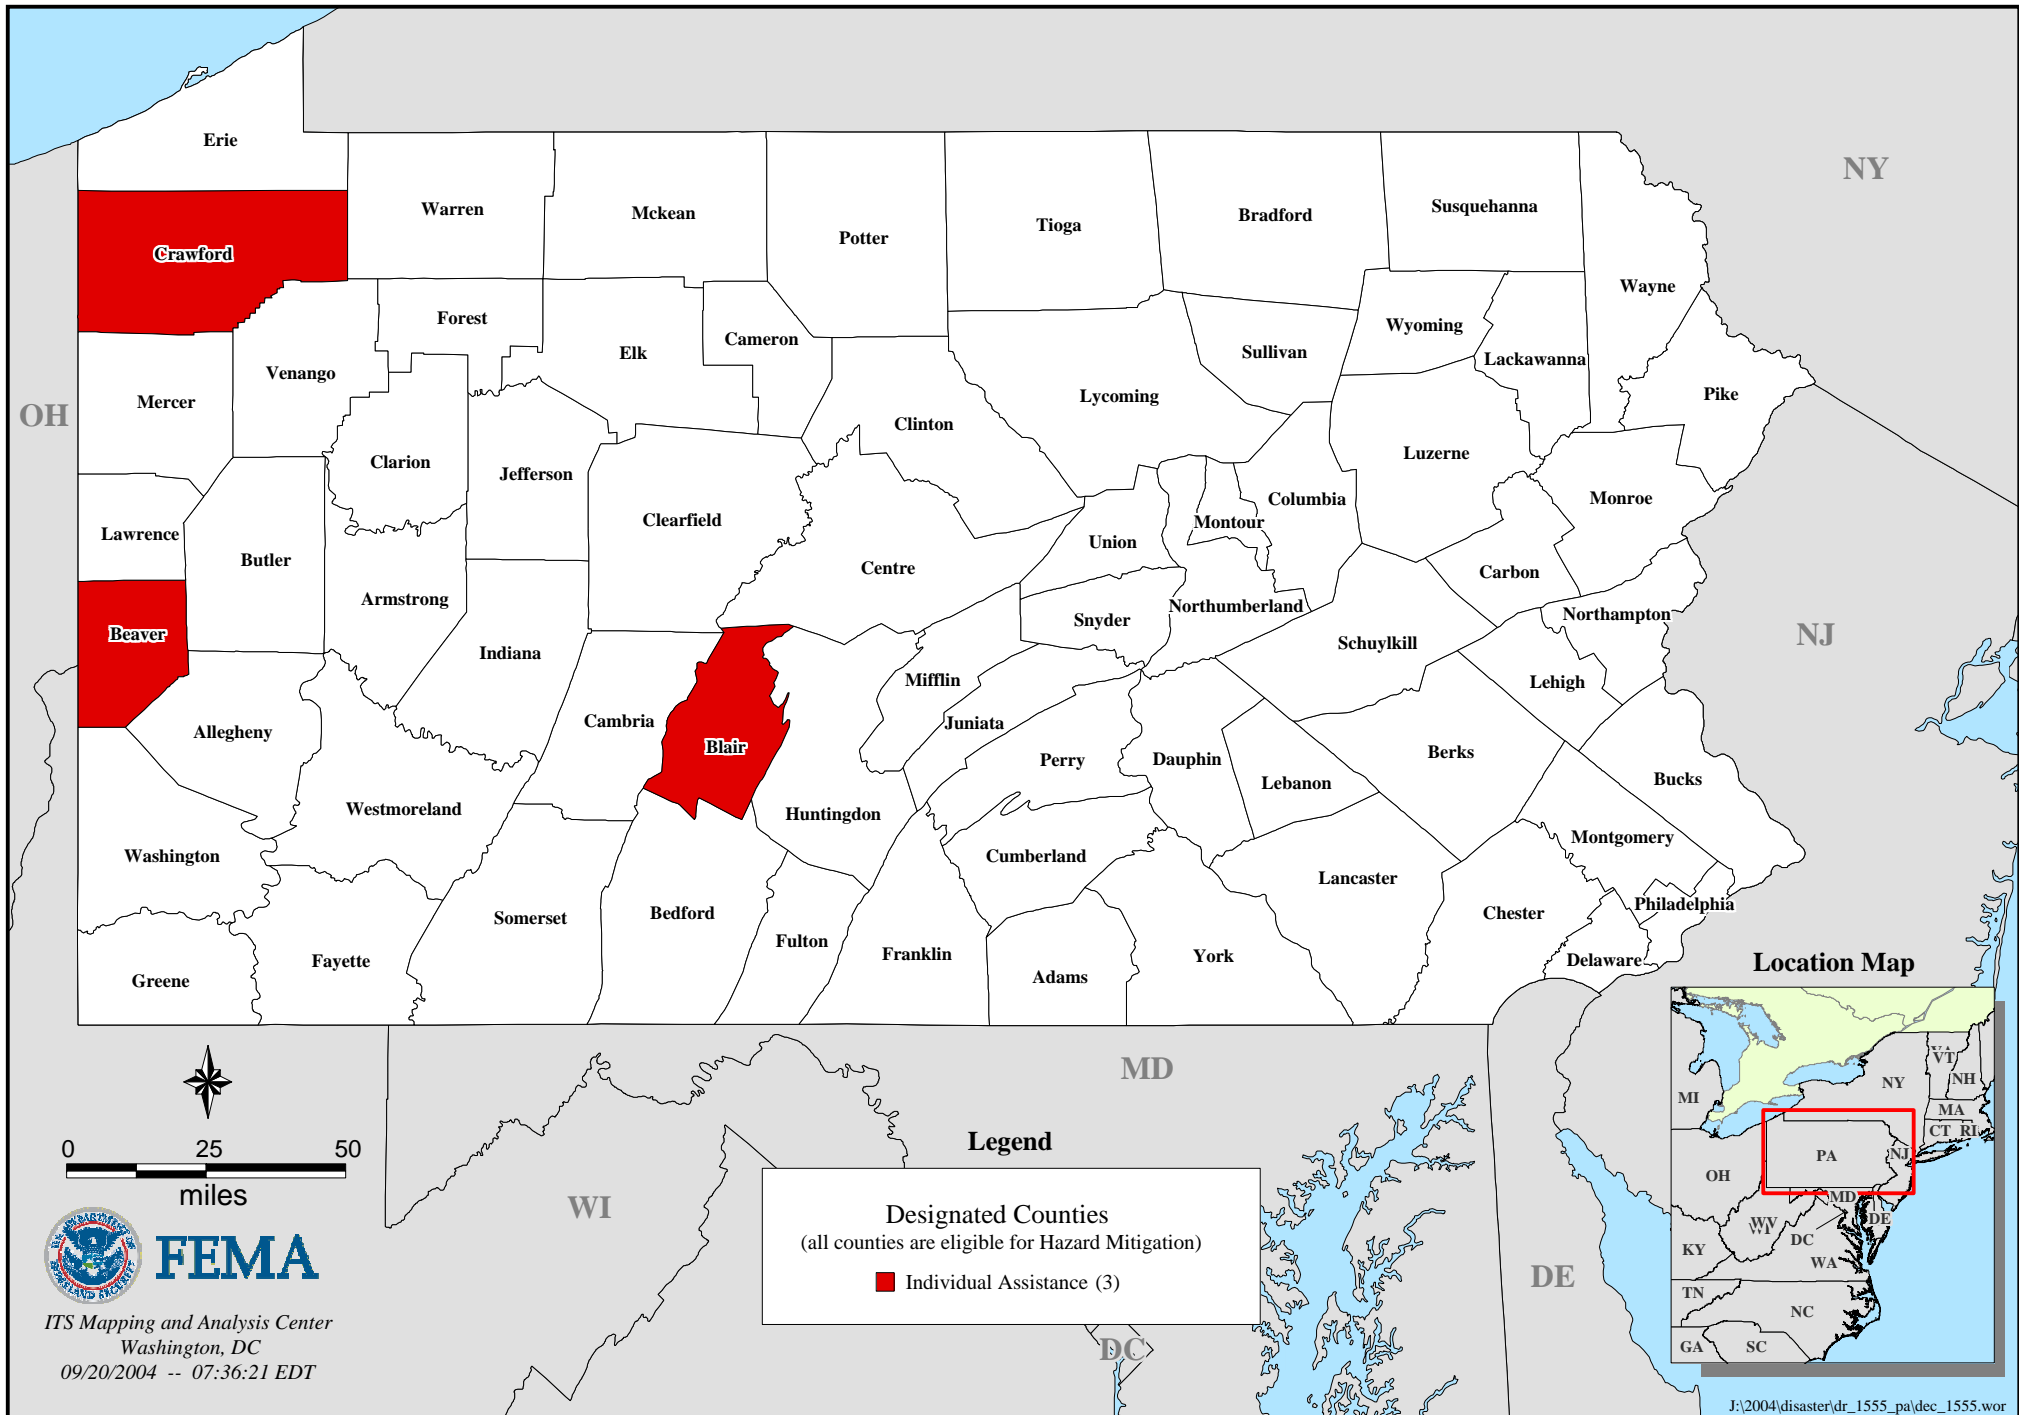 Erie
NY
Crawford
Warren
Mckean
Potter
Tioga
Bradford
Susquehanna
Wayne
Forest
Elk
Cameron
Wyoming
Sullivan
Lackawanna
Venango
Mercer
OH
Pike
Lycoming
Clinton
Clarion
Jefferson
Luzerne
Columbia
Monroe
Lawrence
Butler
Clearfield
Montour
Union
Centre
Carbon
Armstrong
Northumberland
Northampton
Beaver
Snyder
Schuylkill
NJ
Indiana
Mifflin
Lehigh
Allegheny
Cambria
Blair
Juniata
Perry
Dauphin
Berks
Lebanon
Bucks
Westmoreland
Huntingdon
Montgomery
Washington
Cumberland
Lancaster
Somerset
Bedford
Fulton
Franklin
Chester
Philadelphia
Fayette
Greene
Adams
York
Delaware
Location Map
MI
NY
VT
NH
MA
CT RI
PA
NJ
OH
MD
DE
WV
WI
DC
KY
WA
TN
NC
GA
SC
MD
WI
DE
DC
0 25 50
miles
Legend
Designated Counties
(all counties are eligible for Hazard Mitigation)
Individual Assistance (3)
U.S. DEPARTMENT OF
HOMELAND SECURITY
FEMA
ITS Mapping and Analysis Center
Washington, DC
09/20/2004 -- 07:36:21 EDT
J:\2004\disaster\dr_1555_pa\dec_1555.wor